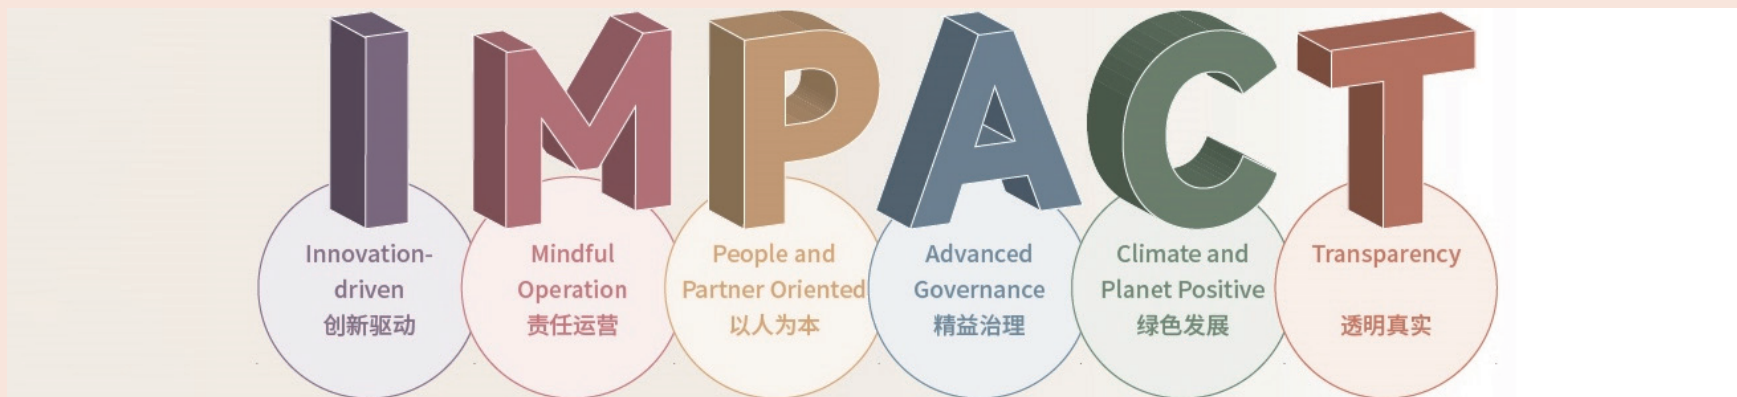 IMPACT
Innovation-
driven
创新驱动
Mindful
Operation
责任运营
People and
Partner Oriented
以人为本
Advanced
Governance
精益治理
Climate and
Planet Positive
绿色发展
Transparency
透明真实